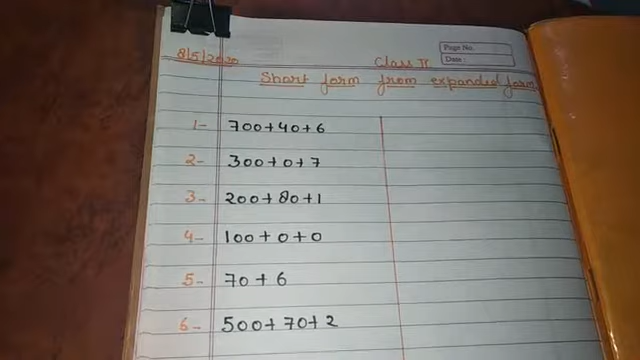 Page No.
Date :
8/5/2020 Class II
Short form from expanded form
1- 700+40+6
2- 300+0+7
3- 200+80+1
4- 100+0+0
5- 70+6
6- 500+70+2